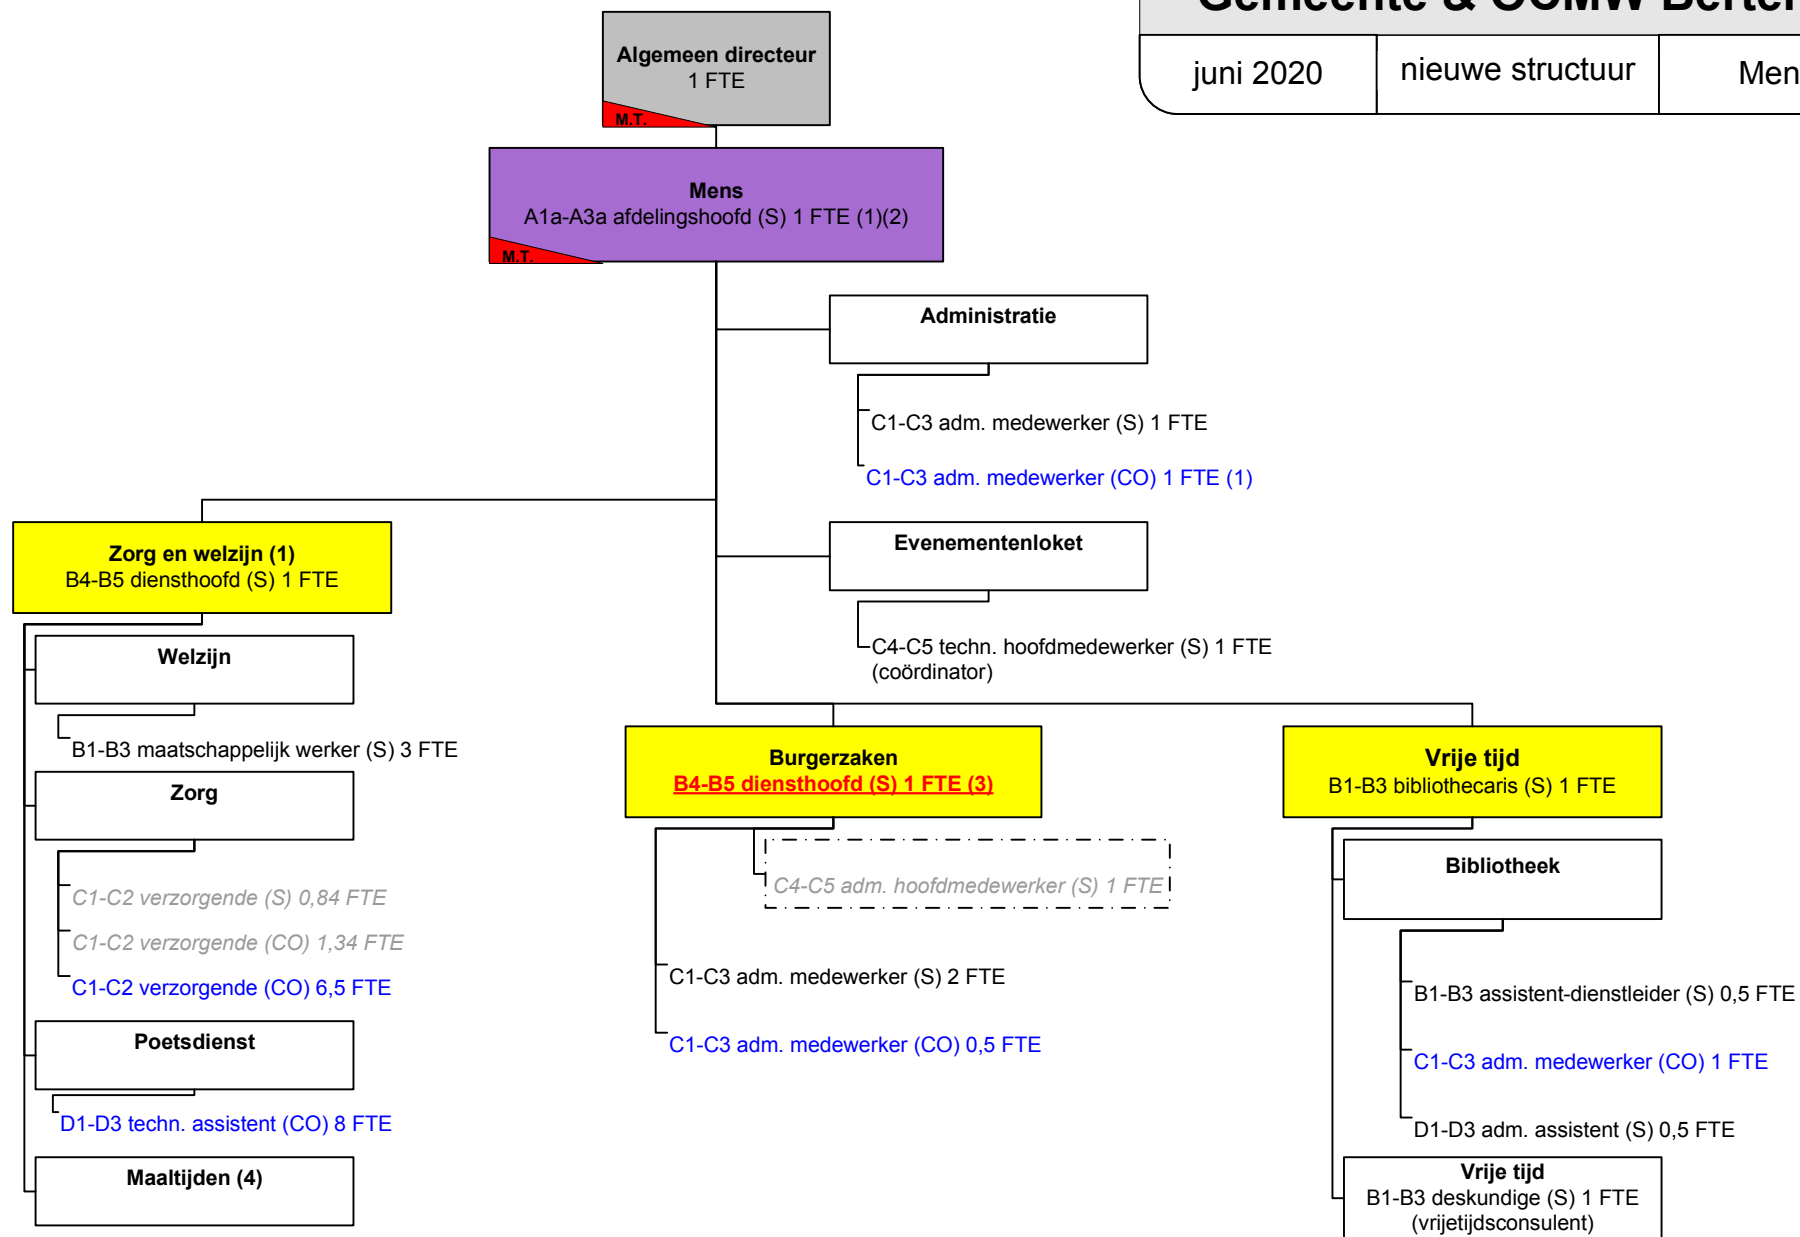 Gemeente & OCMW
juni 2020
nieuwe structuur
Algemeen directeur
1 FTE
M.T.
Mens
A1a-A3a afdelingshoofd (S) 1 FTE (1)(2)
M.T.
Administratie
C1-C3 adm. medewerker (S) 1 FTE
C1-C3 adm. medewerker (CO) 1 FTE (1)
Evenementenloket
C4-C5 techn. hoofdmedewerker (S) 1 FTE
(coördinator)
Zorg en welzijn (1)
B4-B5 diensthoofd (S) 1 FTE
Welzijn
B1-B3 maatschappelijk werker (S) 3 FTE
Zorg
C1-C2 verzorgende (S) 0,84 FTE
C1-C2 verzorgende (CO) 1,34 FTE
C1-C2 verzorgende (CO) 6,5 FTE
Poetsdienst
D1-D3 techn. assistent (CO) 8 FTE
Maaltijden (4)
Burgerzaken
B4-B5 diensthoofd (S) 1 FTE (3)
C4-C5 adm. hoofdmedewerker (S) 1 FTE
C1-C3 adm. medewerker (S) 2 FTE
C1-C3 adm. medewerker (CO) 0,5 FTE
Vrije tijd
B1-B3 bibliothecaris (S) 1 FTE
Bibliotheek
B1-B3 assistent-dienstleider (S) 0,5 FTE
C1-C3 adm. medewerker (CO) 1 FTE
D1-D3 adm. assistent (S) 0,5 FTE
Vrije tijd
B1-B3 deskundige (S) 1 FTE
(vrijetijdsconsulent)